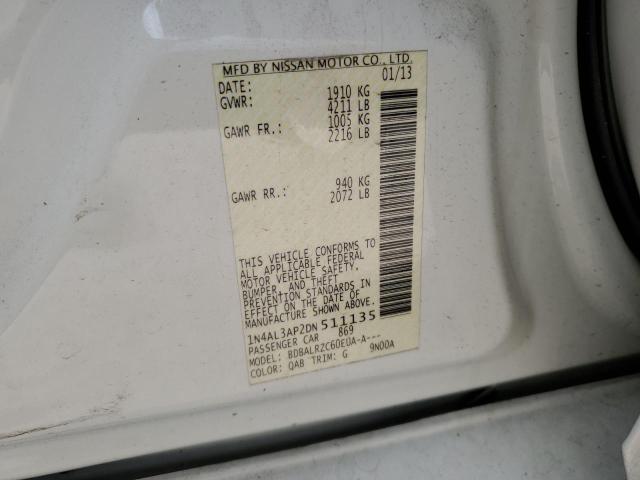 MFD BY NISSAN MOTOR CO., LTD.
DATE: 01/13
GVWR: 1910 KG
4211 LB
GAWR FR.: 1005 KG
2216 LB
GAWR RR.: 940 KG
2072 LB
THIS VEHICLE CONFORMS TO
ALL APPLICABLE FEDERAL
MOTOR VEHICLE SAFETY,
BUMPER, AND THEFT
PREVENTION STANDARDS IN
EFFECT ON THE DATE OF
MANUFACTURE SHOWN ABOVE.
1N4AL3AP2DN 511135
PASSENGER CAR 869
MODEL: BDBALRZC60EUA-A---
COLOR: QAB TRIM: G 9N00A